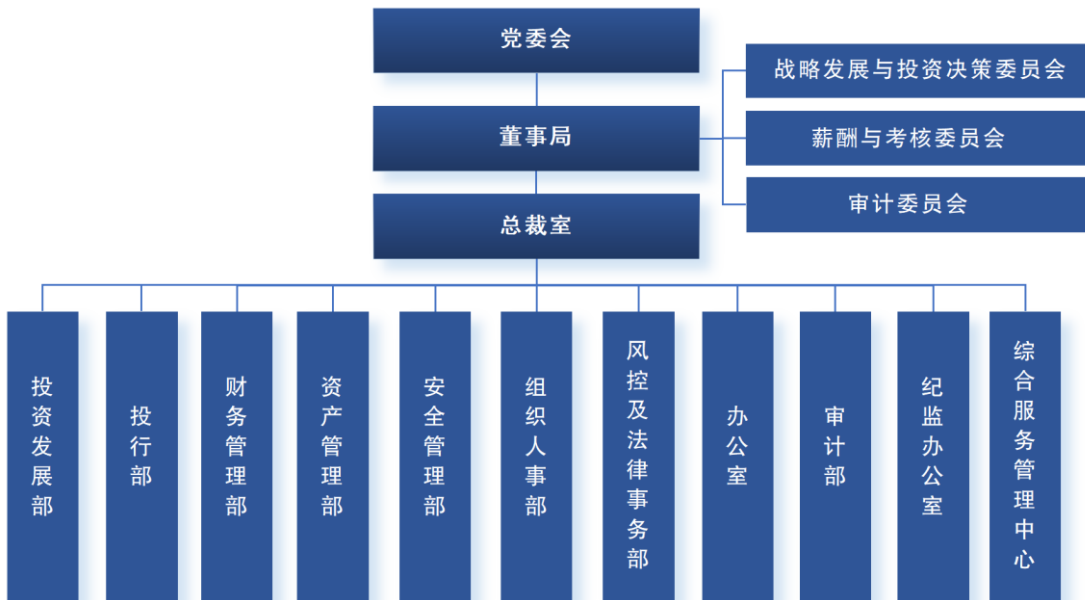 党委会
战略发展与投资决策委员会
董事局
薪酬与考核委员会
审计委员会
总裁室
投资发展部
投行部
财务管理部
资产管理部
安全管理部
组织人事部
风控及法律事务部
办公室
审计部
纪监办公室
综合服务管理中心